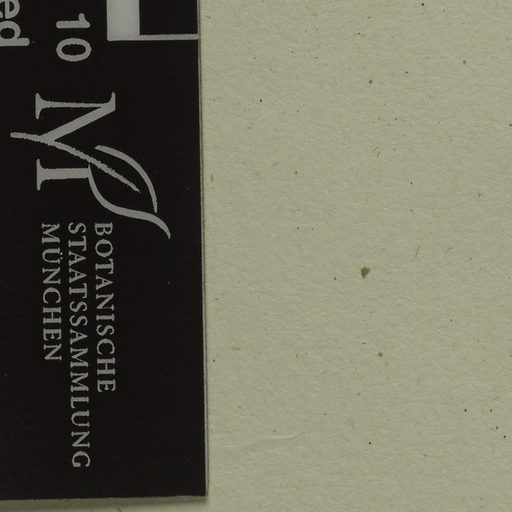 ed
10
M
BOTANISCHE
STAATSSAMMLUNG
MÜNCHEN